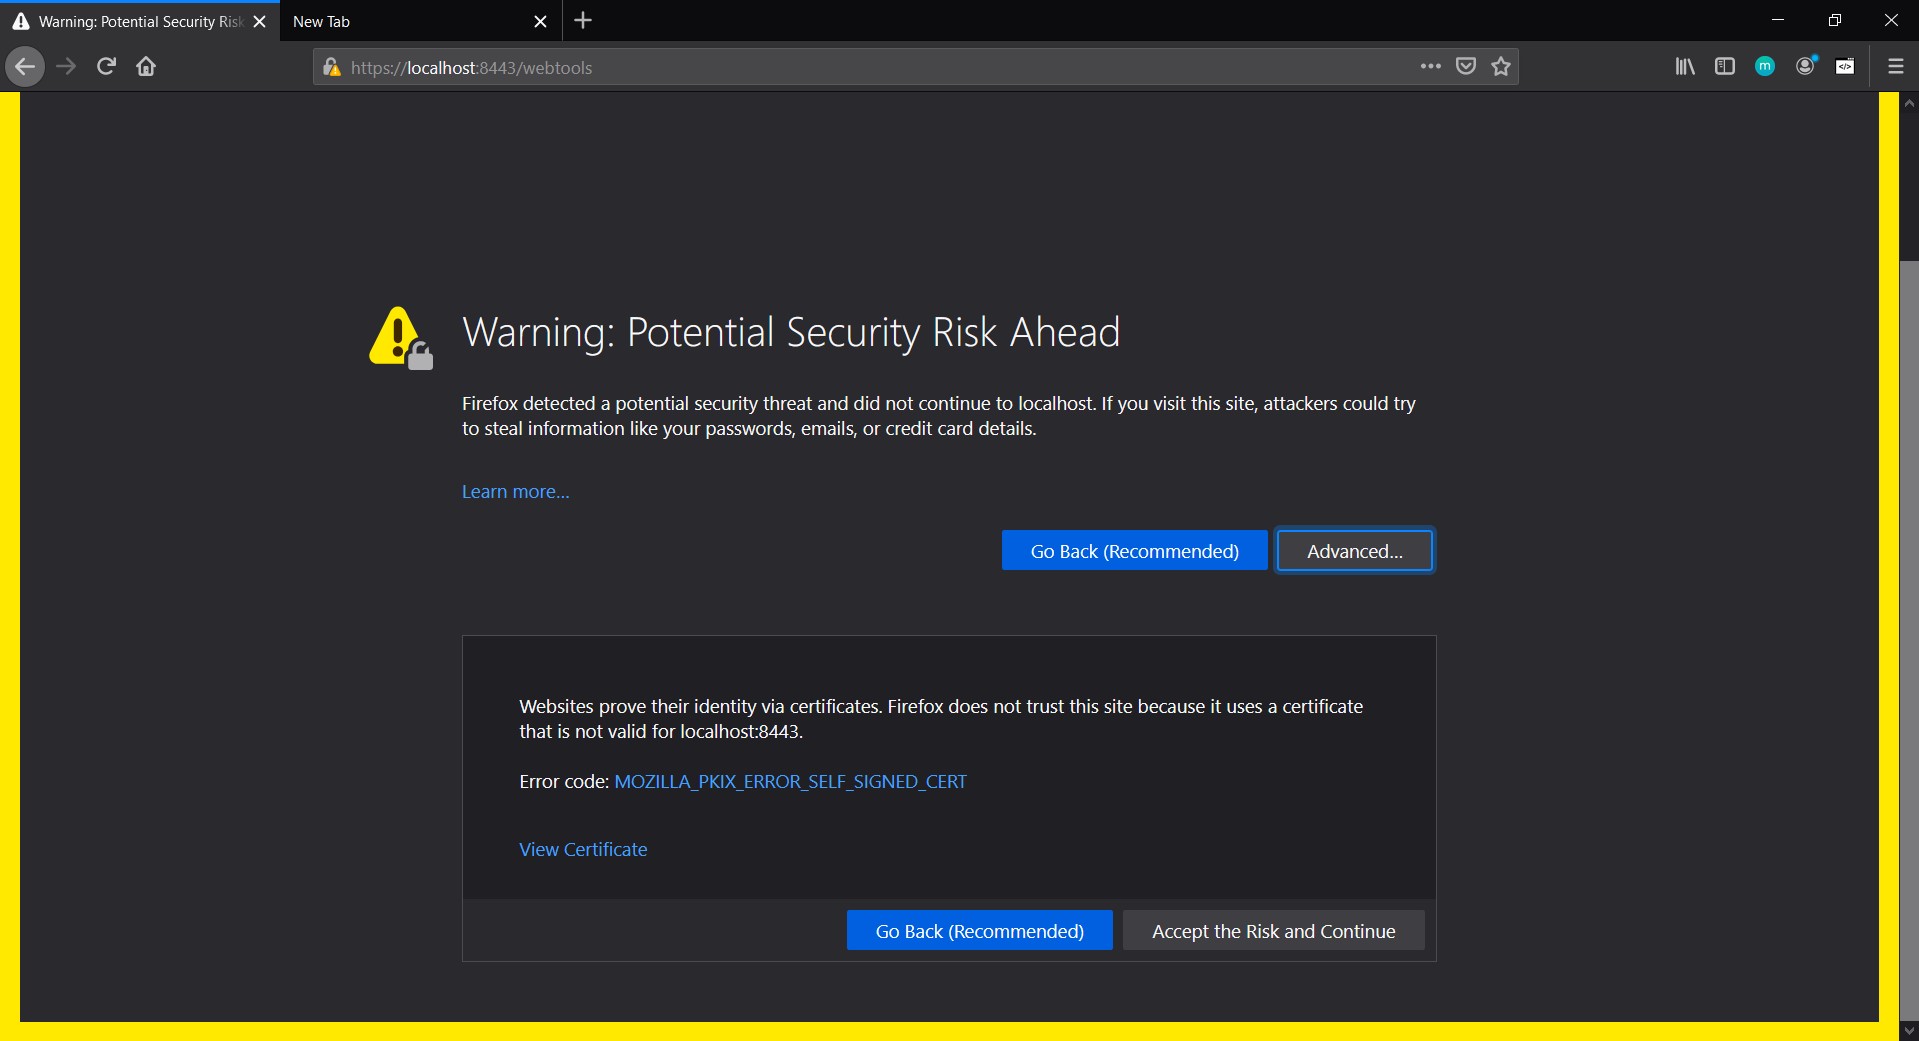 Warning: Potential Security Risk
New Tab
https://localhost:8443/webtools
m
</>
Warning: Potential Security Risk Ahead
Firefox detected a potential security threat and did not continue to localhost. If you visit this site, attackers could try
to steal information like your passwords, emails, or credit card details.
Learn more...
Go Back (Recommended)
Advanced...
Websites prove their identity via certificates. Firefox does not trust this site because it uses a certificate
that is not valid for localhost:8443.
Error code: MOZILLA_PKIX_ERROR_SELF_SIGNED_CERT
View Certificate
Go Back (Recommended)
Accept the Risk and Continue